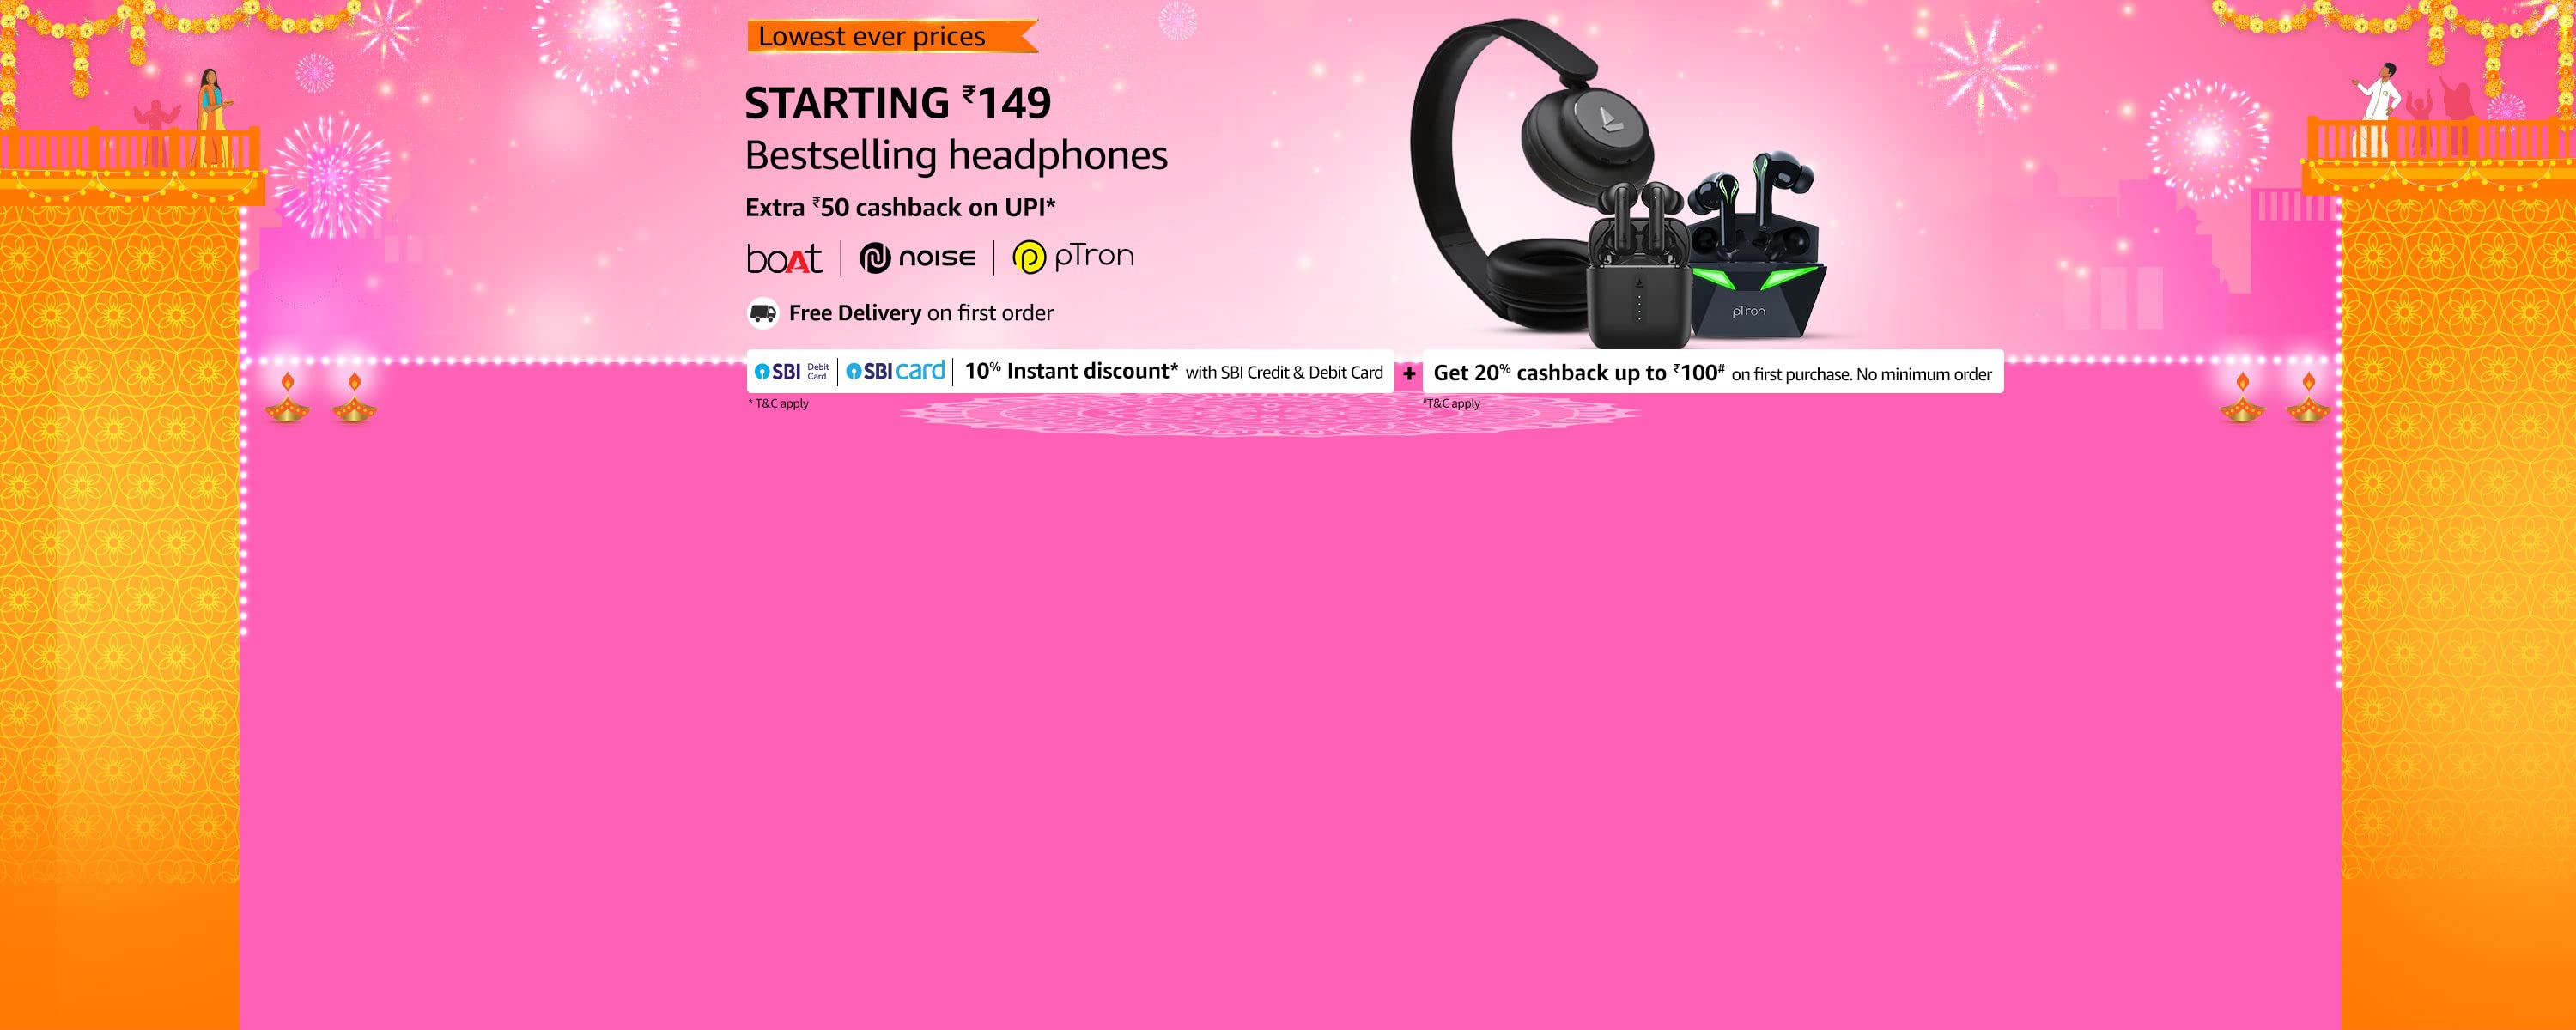 Lowest ever prices
STARTING ₹149
Bestselling headphones
Extra ₹50 cashback on UPI*
boAt | noise | pTron
Free Delivery on first order
pTron
SBI Debit Card | SBI card | 10% Instant discount* with SBI Credit & Debit Card + Get 20% cashback up to ₹100# on first purchase. No minimum order
* T&C apply
#T&C apply